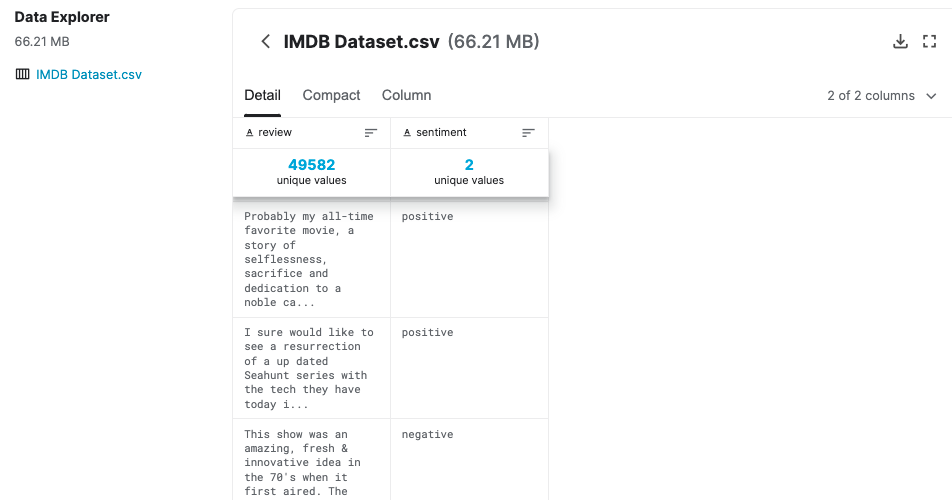 Data Explorer
66.21 MB
IMDB Dataset.csv
IMDB Dataset.csv (66.21 MB)
Detail Compact Column
2 of 2 columns
A review
A sentiment
49582
unique values
2
unique values
Probably my all-time
favorite movie, a
story of
selflessness,
sacrifice and
dedication to a
noble ca...
positive
I sure would like to
see a resurrection
of a up dated
Seahunt series with
the tech they have
today i...
positive
This show was an
amazing, fresh &
innovative idea in
the 70's when it
first aired. The
negative